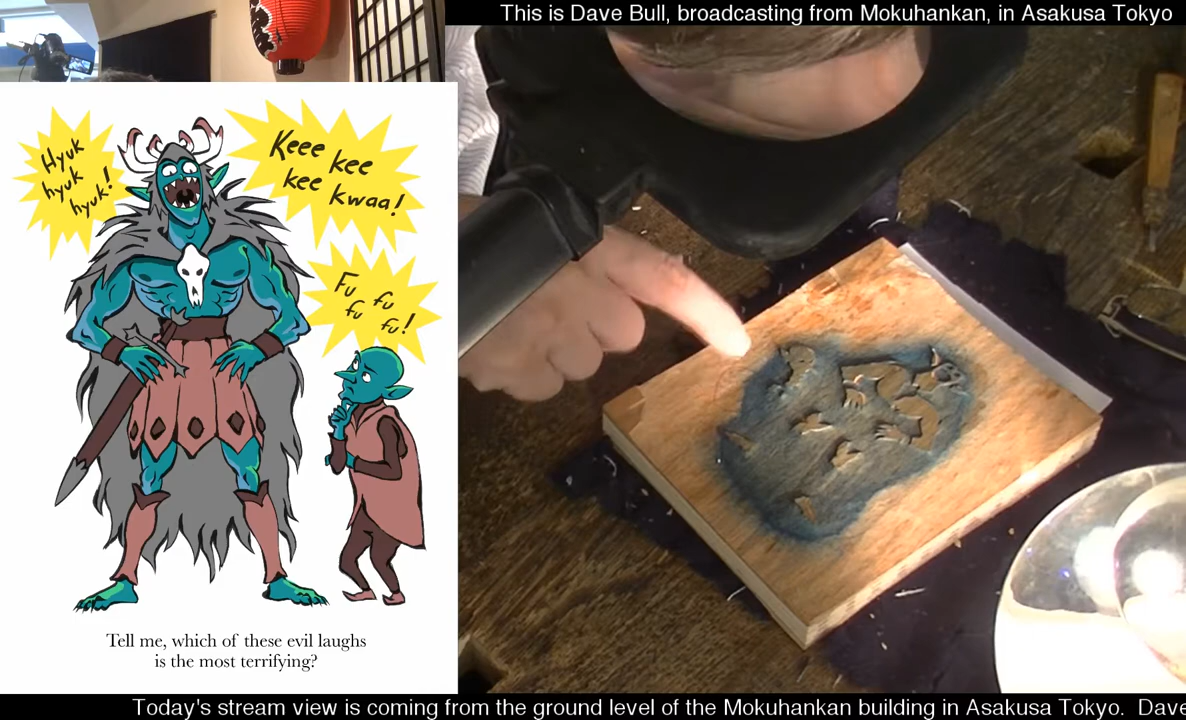 This is Dave Bull, broadcasting from Mokuhankan, in Asakusa Tokyo
Hyuk
hyuk
hyuk!
Keee kee
kee kwaa!
Fu fu
fu fu!
Tell me, which of these evil laughs
is the most terrifying?
Today's stream view is coming from the ground level of the Mokuhankan building in Asakusa Tokyo. Dave